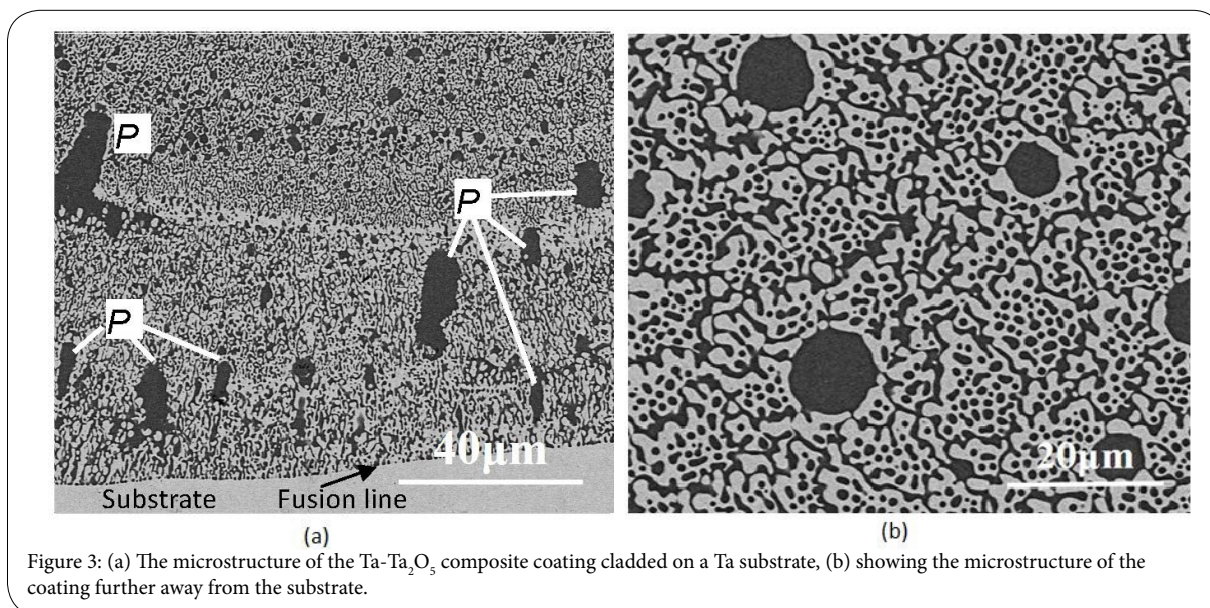 P
P
P
40µm
Substrate
Fusion line
20µm
(a)
(b)
Figure 3: (a) The microstructure of the Ta-Ta₂O₅ composite coating cladded on a Ta substrate, (b) showing the microstructure of the
coating further away from the substrate.